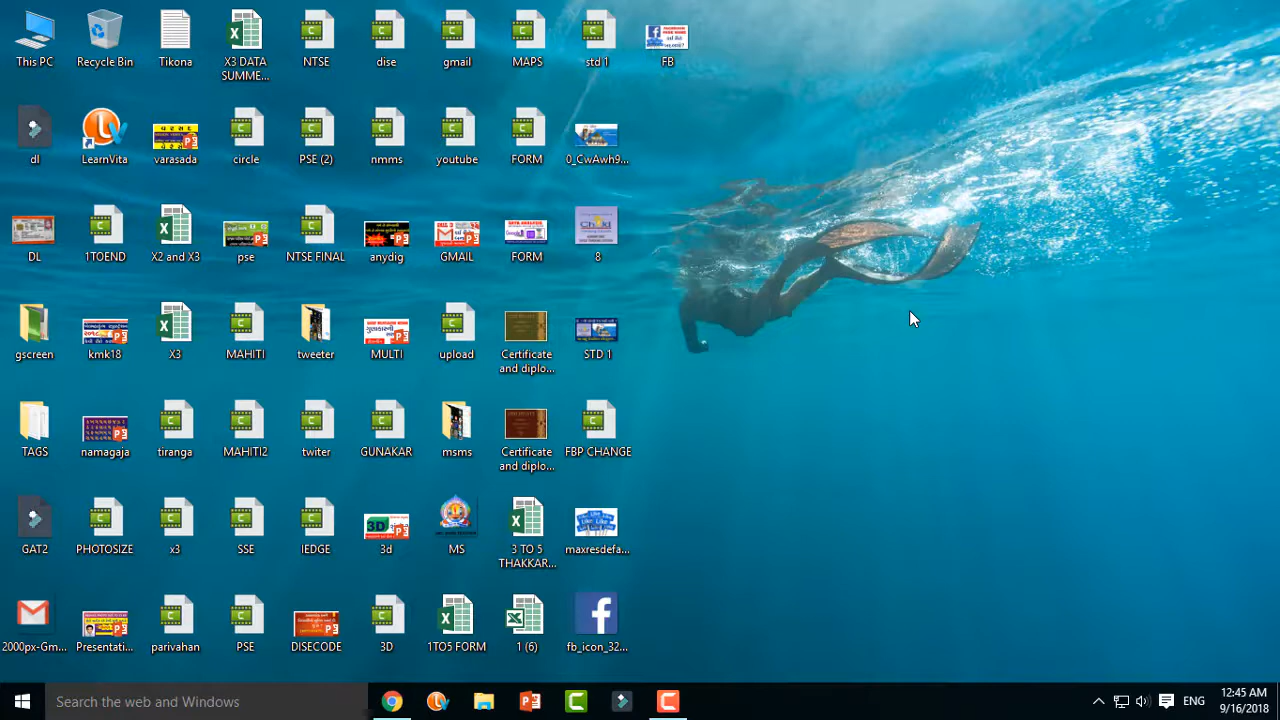 This PC
Recycle Bin
Tikona
X3 DATA
SUMME...
NTSE
dise
gmail
MAPS
std 1
FB
dl
LearnVita
varasada
circle
PSE (2)
nmms
youtube
FORM
0_CwAwh9...
DL
1TOEND
X2 and X3
pse
NTSE FINAL
anydig
GMAIL
FORM
8
gscreen
kmk18
X3
MAHITI
tweeter
MULTI
upload
Certificate
and diplo...
STD 1
TAGS
namagaja
tiranga
MAHITI2
twiter
GUNAKAR
msms
Certificate
and diplo...
FBP CHANGE
GAT2
PHOTOSIZE
x3
SSE
IEDGE
3d
MS
3 TO 5
THAKKAR...
maxresdefa...
2000px-Gm...
Presentati...
parivahan
PSE
DISECODE
3D
1TO5 FORM
1 (6)
fb_icon_32...
Search the web and Windows
ENG
12:45 AM
9/16/2018